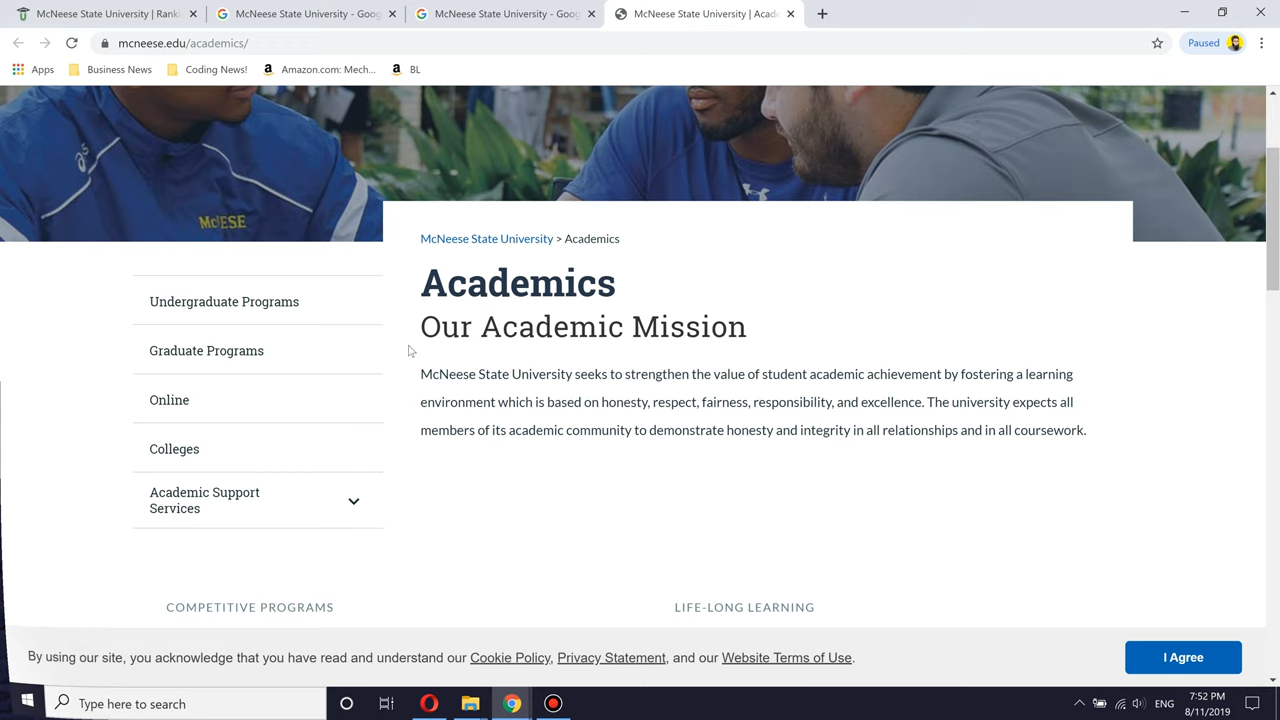 McNeese State University | Ranki
McNeese State University - Goog
McNeese State University - Goog
McNeese State University | Acad
mcneese.edu/academics/
Paused
Apps
Business News
Coding News!
Amazon.com: Mech...
BL
McNEESE
McNeese State University > Academics
Academics
Our Academic Mission
McNeese State University seeks to strengthen the value of student academic achievement by fostering a learning
environment which is based on honesty, respect, fairness, responsibility, and excellence. The university expects all
members of its academic community to demonstrate honesty and integrity in all relationships and in all coursework.
Undergraduate Programs
Graduate Programs
Online
Colleges
Academic Support
Services
COMPETITIVE PROGRAMS
LIFE-LONG LEARNING
By using our site, you acknowledge that you have read and understand our Cookie Policy, Privacy Statement, and our Website Terms of Use.
I Agree
Type here to search
ENG
7:52 PM
8/11/2019